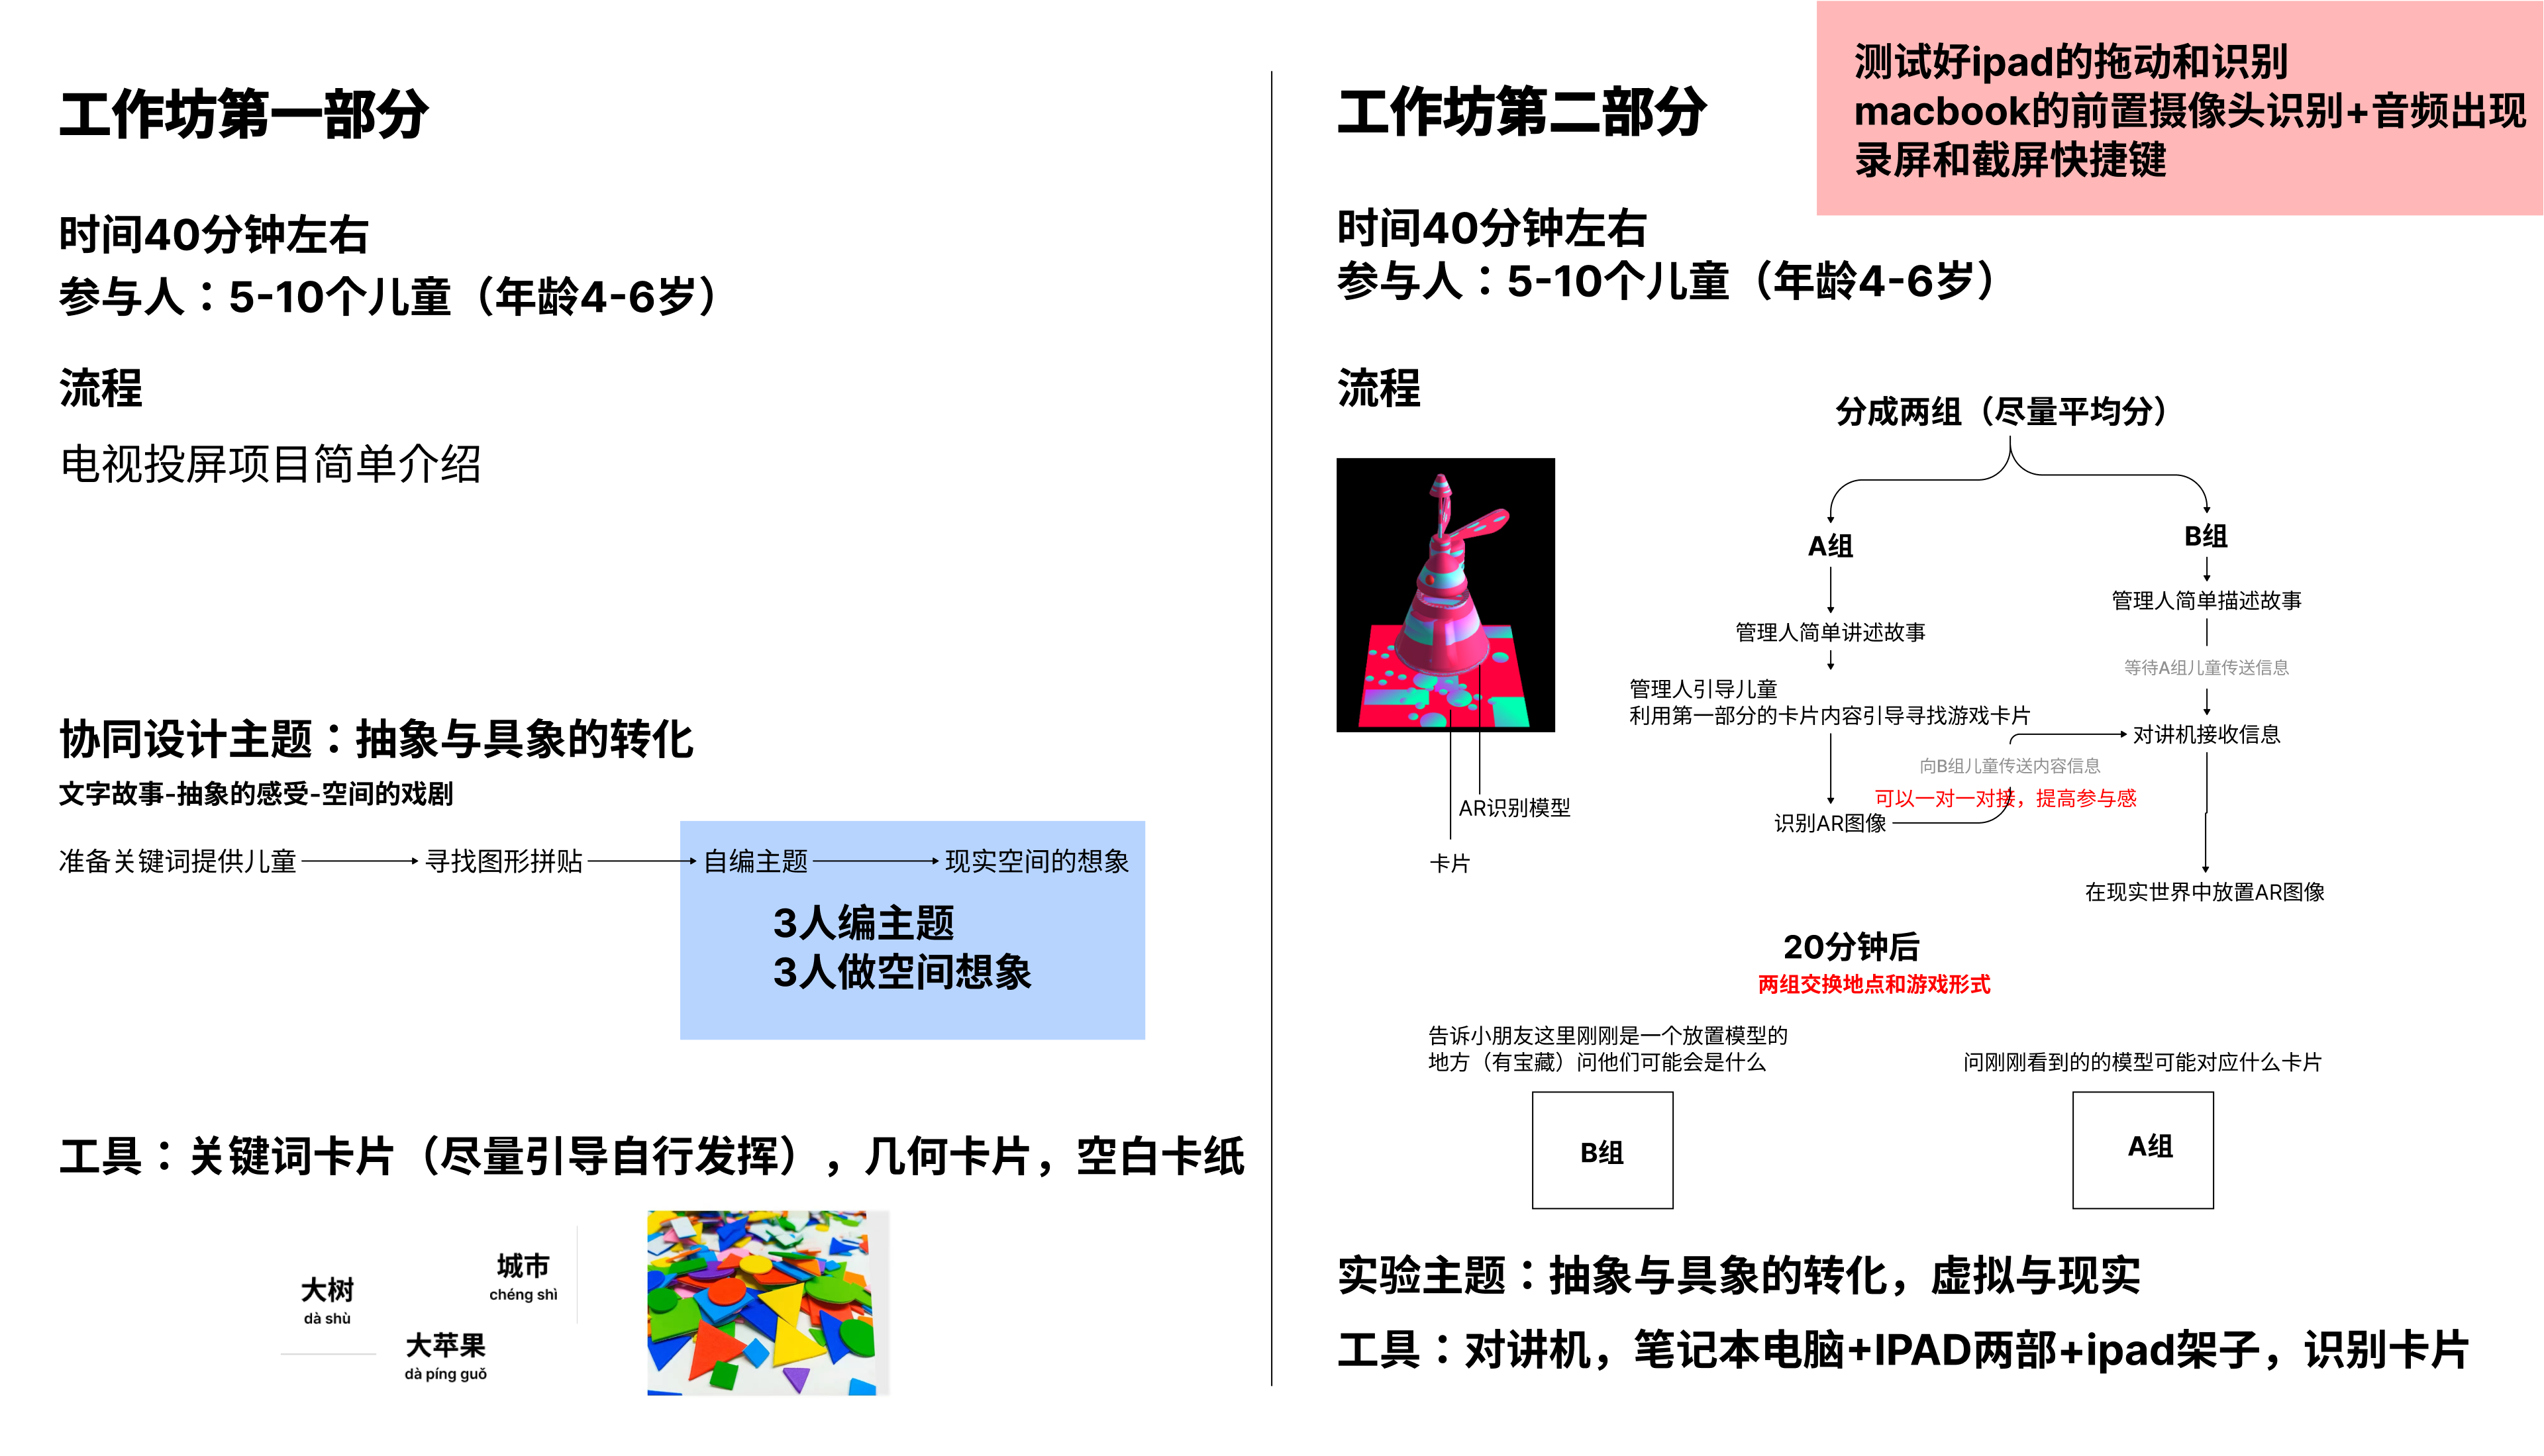 工作坊第一部分
时间40分钟左右
参与人：5-10个儿童（年龄4-6岁）
流程
电视投屏项目简单介绍
协同设计主题：抽象与具象的转化
文字故事-抽象的感受-空间的戏剧
准备关键词提供儿童
寻找图形拼贴
自编主题
现实空间的想象
3人编主题
3人做空间想象
工具：关键词卡片（尽量引导自行发挥），几何卡片，空白卡纸
大树
dà shù
城市
chéng shì
大苹果
dà píng guǒ
工作坊第二部分
测试好ipad的拖动和识别
macbook的前置摄像头识别+音频出现
录屏和截屏快捷键
时间40分钟左右
参与人：5-10个儿童（年龄4-6岁）
流程
AR识别模型
卡片
分成两组（尽量平均分）
A组
管理人简单讲述故事
管理人引导儿童
利用第一部分的卡片内容引导寻找游戏卡片
识别AR图像
向B组儿童传送内容信息
可以一对一对接，提高参与感
B组
管理人简单描述故事
等待A组儿童传送信息
对讲机接收信息
在现实世界中放置AR图像
20分钟后
两组交换地点和游戏形式
告诉小朋友这里刚刚是一个放置模型的
地方（有宝藏）问他们可能会是什么
B组
问刚刚看到的的模型可能对应什么卡片
A组
实验主题：抽象与具象的转化，虚拟与现实
工具：对讲机，笔记本电脑+IPAD两部+ipad架子，识别卡片